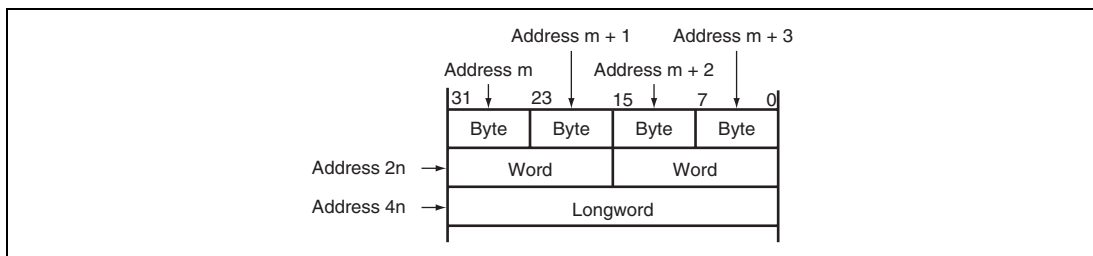 Address m + 1 Address m + 3
Address m Address m + 2
31 23 15 7 0
Byte Byte Byte Byte
Address 2n Word Word
Address 4n Longword